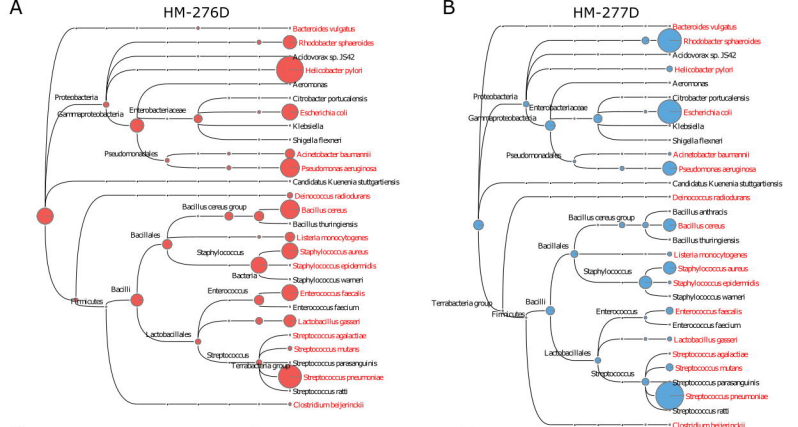 A
HM-276D
Bacteroides vulgatus
Rhodobacter sphaeroides
Acidovorax sp. JS42
Helicobacter pylori
Aeromonas
Proteobacteria
Citrobacter portucalensis
Enterobacteriaceae
Gammaproteobacteria
Escherichia coli
Klebsiella
Shigella flexneri
Pseudomonadales
Acinetobacter baumannii
Pseudomonas aeruginosa
Candidatus Kuenenia stuttgartiensis
Deinococcus radiodurans
Bacillus cereus group
Bacillus cereus
Bacillus thuringiensis
Bacillales
Listeria monocytogenes
Staphylococcus
Staphylococcus aureus
Staphylococcus epidermidis
Bacteria
Staphylococcus warneri
Bacilli
Enterococcus
Enterococcus faecalis
Firmicutes
Enterococcus faecium
Lactobacillus gasseri
Lactobacillales
Streptococcus agalactiae
Streptococcus mutans
Streptococcus
Streptococcus parasanguinis
Terrabacteria group
Streptococcus pneumoniae
Streptococcus ratti
Clostridium beijerinckii
B
HM-277D
Bacteroides vulgatus
Rhodobacter sphaeroides
Acidovorax sp. JS42
Helicobacter pylori
Aeromonas
Proteobacteria
Citrobacter portucalensis
Enterobacteriaceae
Escherichia coli
Gammaproteobacteria
Klebsiella
Shigella flexneri
Pseudomonadales
Acinetobacter baumannii
Pseudomonas aeruginosa
Candidatus Kuenenia stuttgartiensis
Deinococcus radiodurans
Bacillus anthracis
Bacillus cereus group
Bacillus cereus
Bacillus thuringiensis
Bacillales
Listeria monocytogenes
Staphylococcus aureus
Staphylococcus
Staphylococcus epidermidis
Staphylococcus warneri
Terrabacteria group
Bacilli
Enterococcus
Enterococcus faecalis
Firmicutes
Enterococcus faecium
Lactobacillus gasseri
Lactobacillales
Streptococcus agalactiae
Streptococcus mutans
Streptococcus
Streptococcus parasanguinis
Streptococcus pneumoniae
Streptococcus ratti
Clostridium beijerinckii